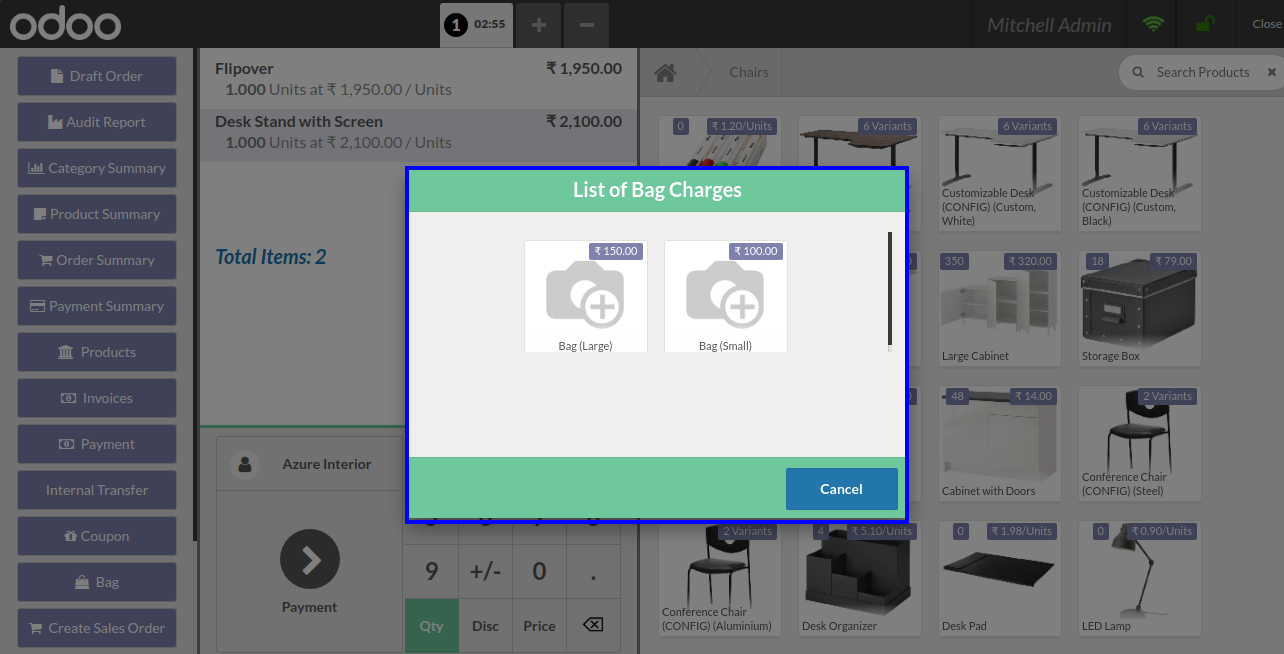 odoo
1 02:55
+
−
Mitchell Admin
Close
Draft Order
Audit Report
Category Summary
Product Summary
Order Summary
Payment Summary
Products
Invoices
Payment
Internal Transfer
Coupon
Bag
Create Sales Order
Flipover ₹ 1,950.00
1.000 Units at ₹ 1,950.00 / Units
Desk Stand with Screen ₹ 2,100.00
1.000 Units at ₹ 2,100.00 / Units
Total Items: 2
Azure Interior
Payment
9 +/- 0 .
Qty Disc Price
Chairs
Search Products
List of Bag Charges
₹ 150.00
Bag (Large)
₹ 100.00
Bag (Small)
Cancel
0 ₹ 1.20/Units
6 Variants
6 Variants
Customizable Desk
(CONFIG) (Custom,
White)
6 Variants
Customizable Desk
(CONFIG) (Custom,
Black)
350 ₹ 320.00
Large Cabinet
18 ₹ 79.00
Storage Box
48 ₹ 14.00
Cabinet with Doors
2 Variants
Conference Chair
(CONFIG) (Steel)
2 Variants
Conference Chair
(CONFIG) (Aluminium)
4 ₹ 5.10/Units
Desk Organizer
0 ₹ 1.98/Units
Desk Pad
0 ₹ 0.90/Units
LED Lamp